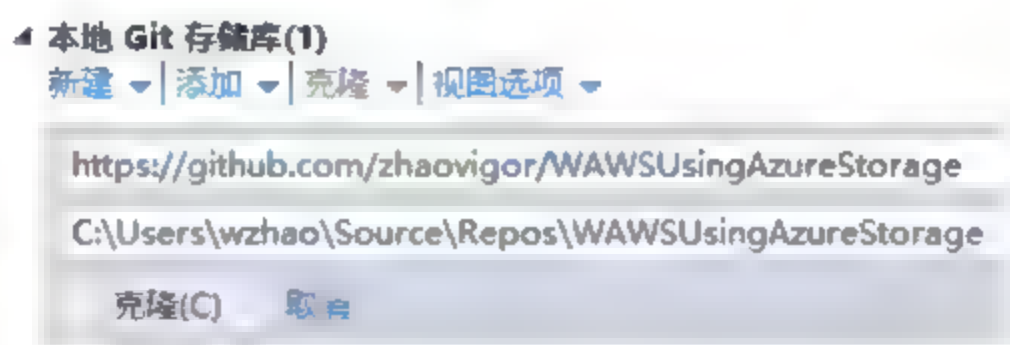 本地 Git 存储库(1)
新建 添加 克隆 视图选项
https://github.com/zhaovigor/WAWSUsingAzureStorage
C:\Users\wzhao\Source\Repos\WAWSUsingAzureStorage
克隆(C)